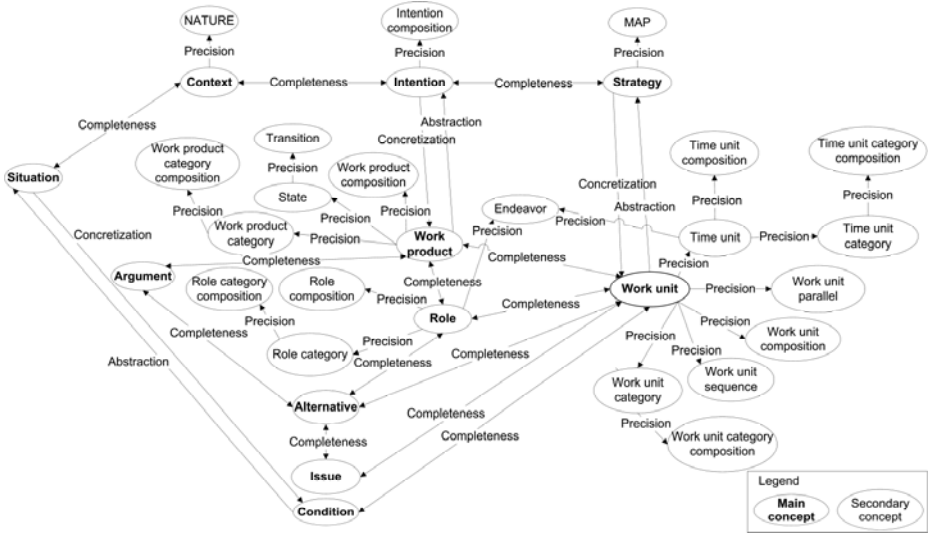 NATURE
Intention
composition
MAP
Precision
Precision
Precision
Context
Completeness
Intention
Completeness
Strategy
Completeness
Abstraction
Concretization
Transition
Work product
category
composition
Precision
Work product
composition
Time unit
composition
Time unit category
composition
Situation
State
Concretization
Precision
Precision
Precision
Endeavor
Abstraction
Precision
Precision
Precision
Work product
category
Precision
Work
product
Precision
Time unit
Precision
Time unit
category
Concretization
Completeness
Completeness
Precision
Argument
Role category
composition
Role
composition
Completeness
Work unit
Precision
Work unit
parallel
Precision
Role
Completeness
Precision
Precision
Work unit
composition
Completeness
Role category
Precision
Completeness
Completeness
Precision
Precision
Work unit
sequence
Abstraction
Work unit
category
Alternative
Completeness
Precision
Completeness
Completeness
Work unit category
composition
Issue
Condition
Legend
Main
concept
Secondary
concept